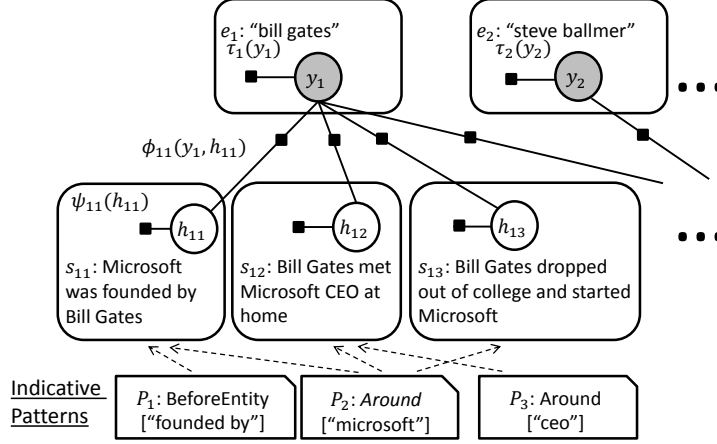 e₁: “bill gates”
τ₁(y₁)
y₁
e₂: “steve ballmer”
τ₂(y₂)
y₂
...
ϕ₁₁(y₁, h₁₁)
ψ₁₁(h₁₁)
h₁₁
s₁₁: Microsoft
was founded by
Bill Gates
h₁₂
s₁₂: Bill Gates met
Microsoft CEO at
home
h₁₃
s₁₃: Bill Gates dropped
out of college and started
Microsoft
...
Indicative
Patterns
P₁: BeforeEntity
[“founded by”]
P₂: Around
[“microsoft”]
P₃: Around
[“ceo”]